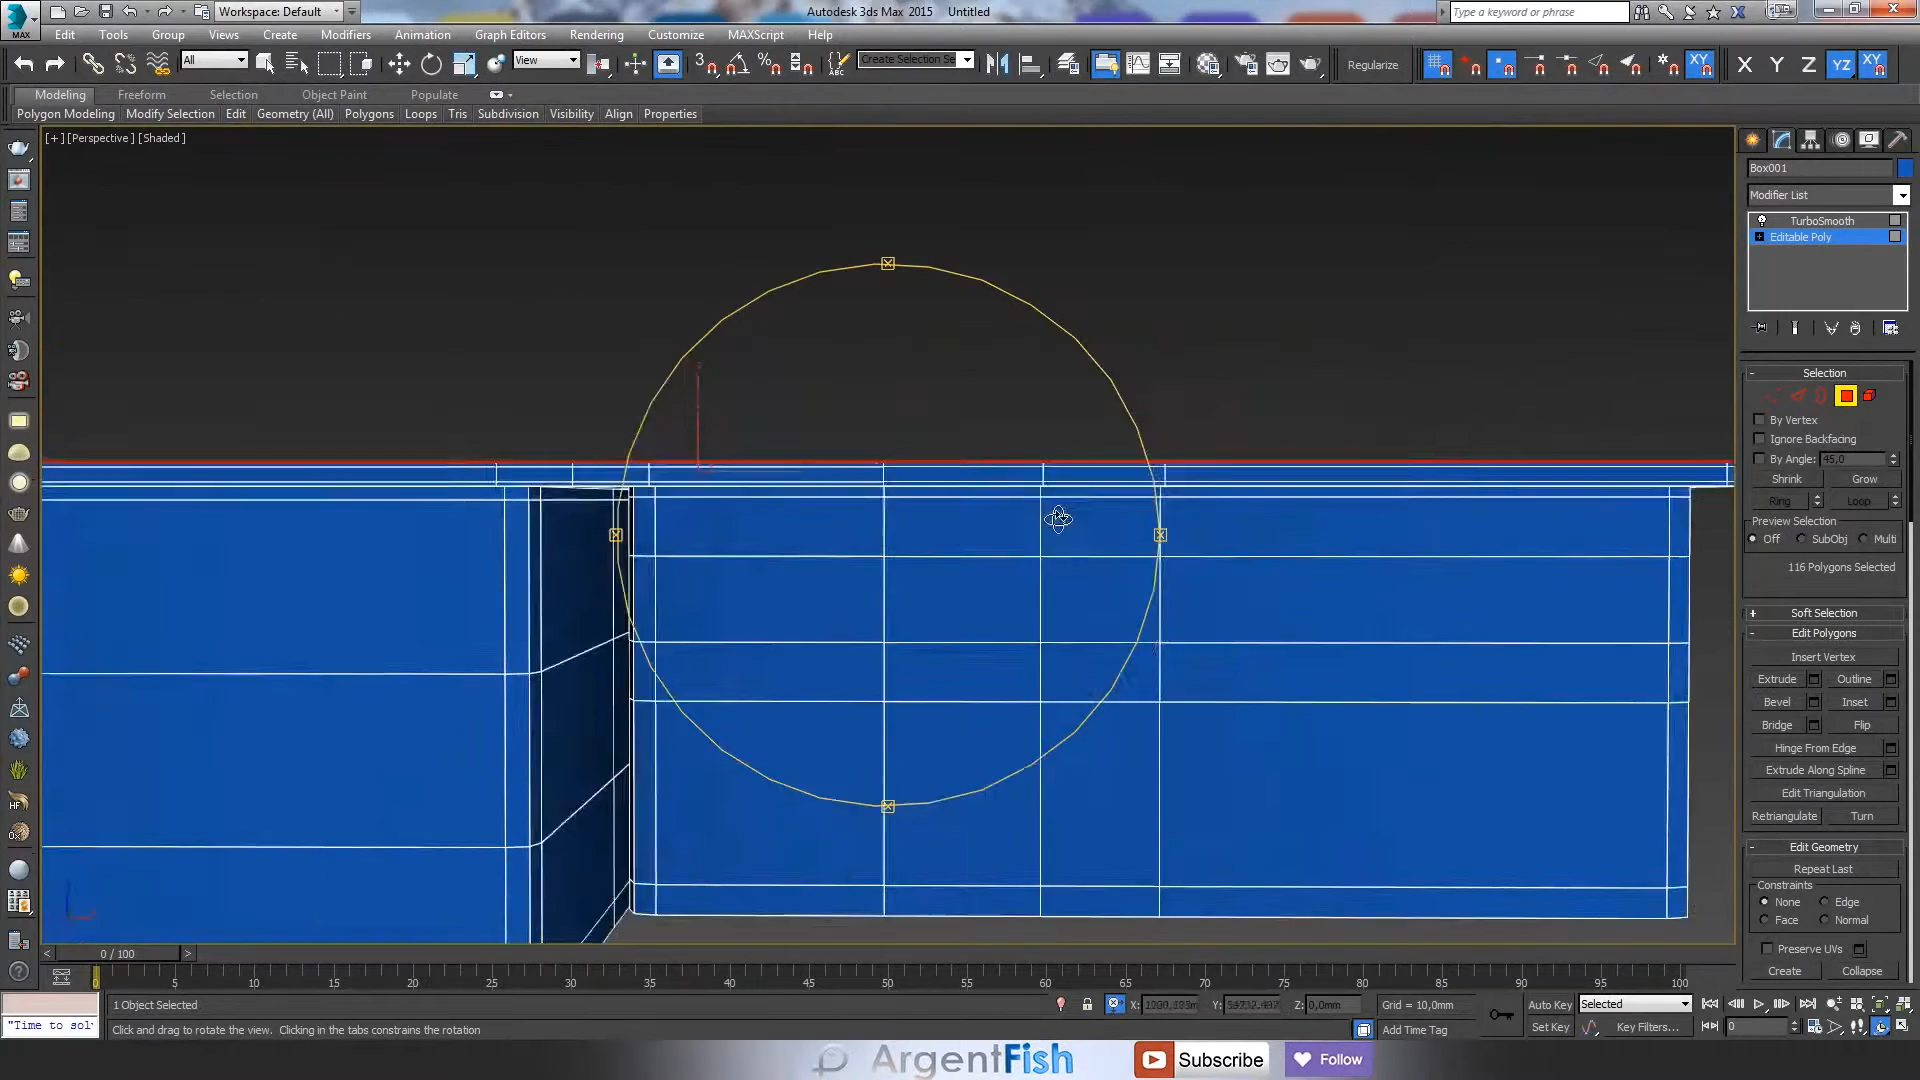 Workspace: Default
Autodesk 3ds Max 2015    Untitled
Type a keyword or phrase
MAX
Edit Tools Group Views Create Modifiers Animation Graph Editors Rendering Customize MAXScript Help
All
View
Create Selection Se
Regularize
X Y Z YZ XY
Modeling Freeform Selection Object Paint Populate
Polygon Modeling Modify Selection Edit Geometry (All) Polygons Loops Tris Subdivision Visibility Align Properties
[+] [Perspective] [Shaded]
Box001
Modifier List
TurboSmooth
Editable Poly
Selection
By Vertex
Ignore Backfacing
By Angle: 45,0
Shrink Grow
Ring Loop
Preview Selection
Off SubObj Multi
116 Polygons Selected
Soft Selection
Edit Polygons
Insert Vertex
Extrude Outline
Bevel Inset
Bridge Flip
Hinge From Edge
Extrude Along Spline
Edit Triangulation
Retriangulate Turn
Edit Geometry
Repeat Last
Constraints
None Edge
Face Normal
Preserve UVs
Create Collapse
0 / 100
0 5 10 15 20 25 30 35 40 45 50 55 60 65 70 75 80 85 90 95 100
1 Object Selected
X: Y: Z: 0,0mm
Grid = 10,0mm
Auto Key Selected
"Time to sol
Click and drag to rotate the view. Clicking in the tabs constrains the rotation
Add Time Tag
Set Key Key Filters... 0
ArgentFish
Subscribe
Follow